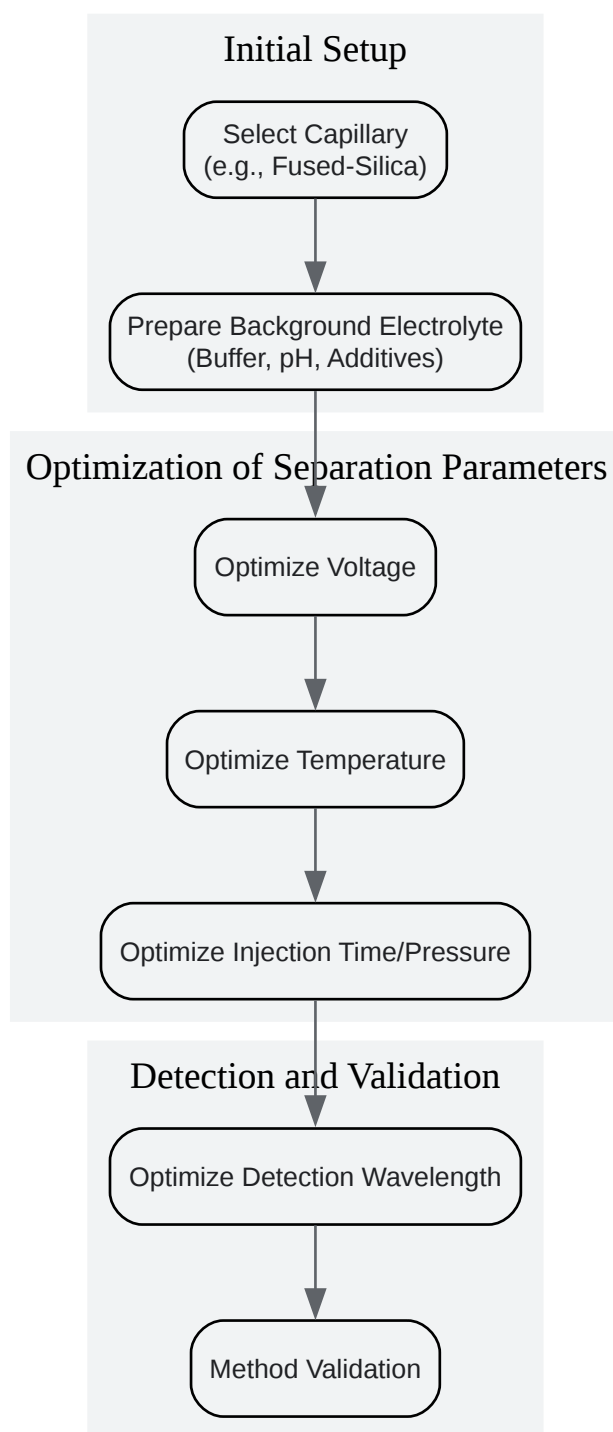 Initial Setup
Select Capillary
(e.g., Fused-Silica)
Prepare Background Electrolyte
(Buffer, pH, Additives)
Optimization of Separation Parameters
Optimize Voltage
Optimize Temperature
Optimize Injection Time/Pressure
Detection and Validation
Optimize Detection Wavelength
Method Validation